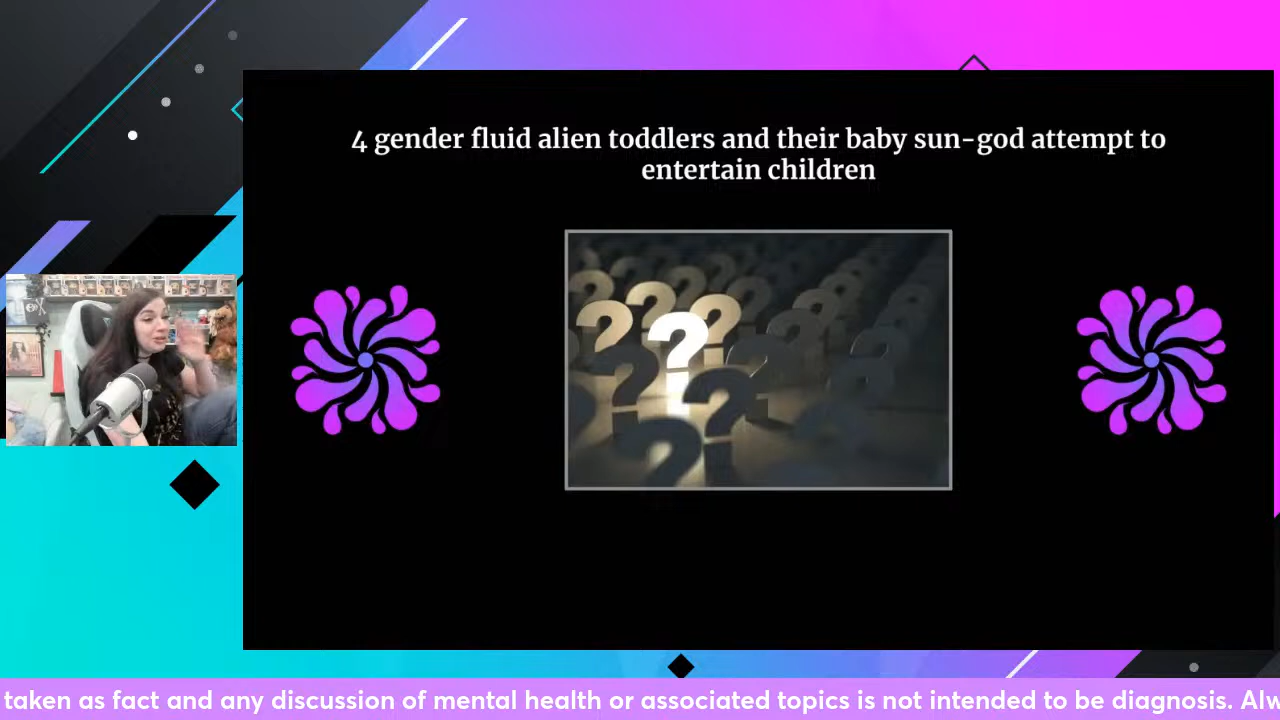 4 gender fluid alien toddlers and their baby sun-god attempt to
entertain children
taken as fact and any discussion of mental health or associated topics is not intended to be diagnosis. Alw